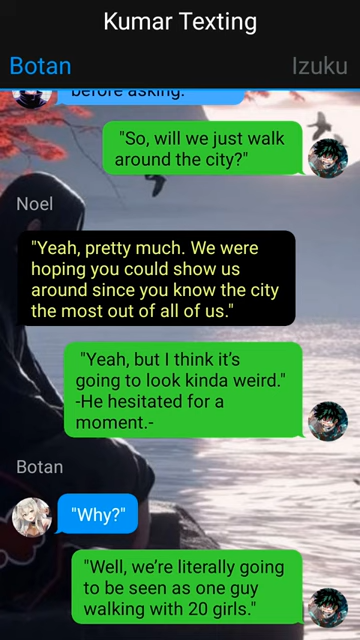 Kumar Texting
Botan
Izuku
before asking."
"So, will we just walk
around the city?"
Noel
"Yeah, pretty much. We were
hoping you could show us
around since you know the city
the most out of all of us."
"Yeah, but I think it's
going to look kinda weird."
-He hesitated for a
moment.-
Botan
"Why?"
"Well, we're literally going
to be seen as one guy
walking with 20 girls."